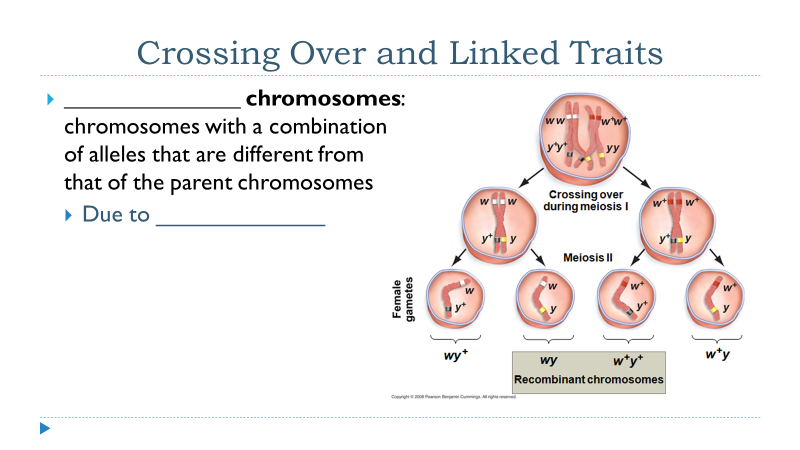 Crossing Over and Linked Traits
_______________ chromosomes:
chromosomes with a combination
of alleles that are different from
that of the parent chromosomes
Due to ______________
w w w+ w+
y+ y+ y y
Crossing over
during meiosis I
w w
y+ y
w+ w+
y+ y
Meiosis II
Female
gametes
w
y+
w
y
w+
y+
w+
y
wy+
wy
w+y+
w+y
Recombinant chromosomes
Copyright © 2008 Pearson Benjamin Cummings. All rights reserved.